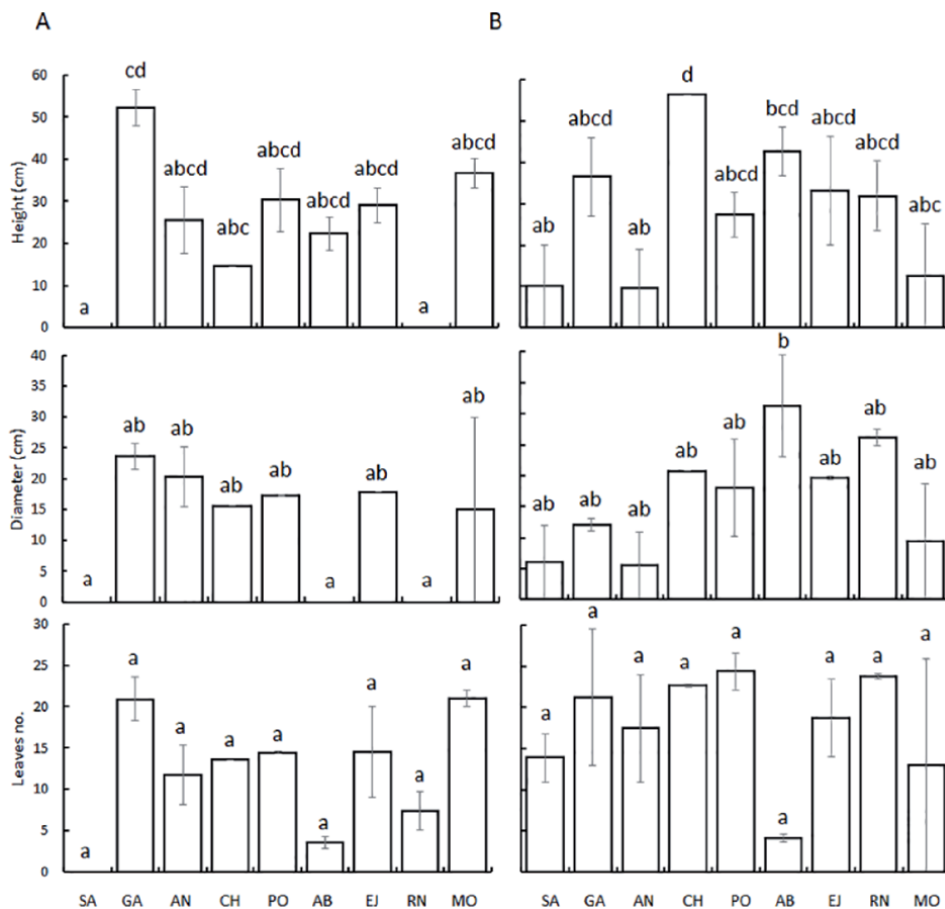 A B
60
50
40
30
20
10
0
Height (cm)
a cd abcd abc abcd abcd abcd a abcd
ab abcd ab d abcd bcd abcd abcd abc
40
35
30
25
20
15
10
5
0
Diameter (cm)
a ab ab ab ab a ab a ab
ab ab ab ab ab b ab ab ab
30
25
20
15
10
5
0
Leaves no.
a a a a a a a a a
a a a a a a a a a
SA GA AN CH PO AB EJ RN MO
SA GA AN CH PO AB EJ RN MO